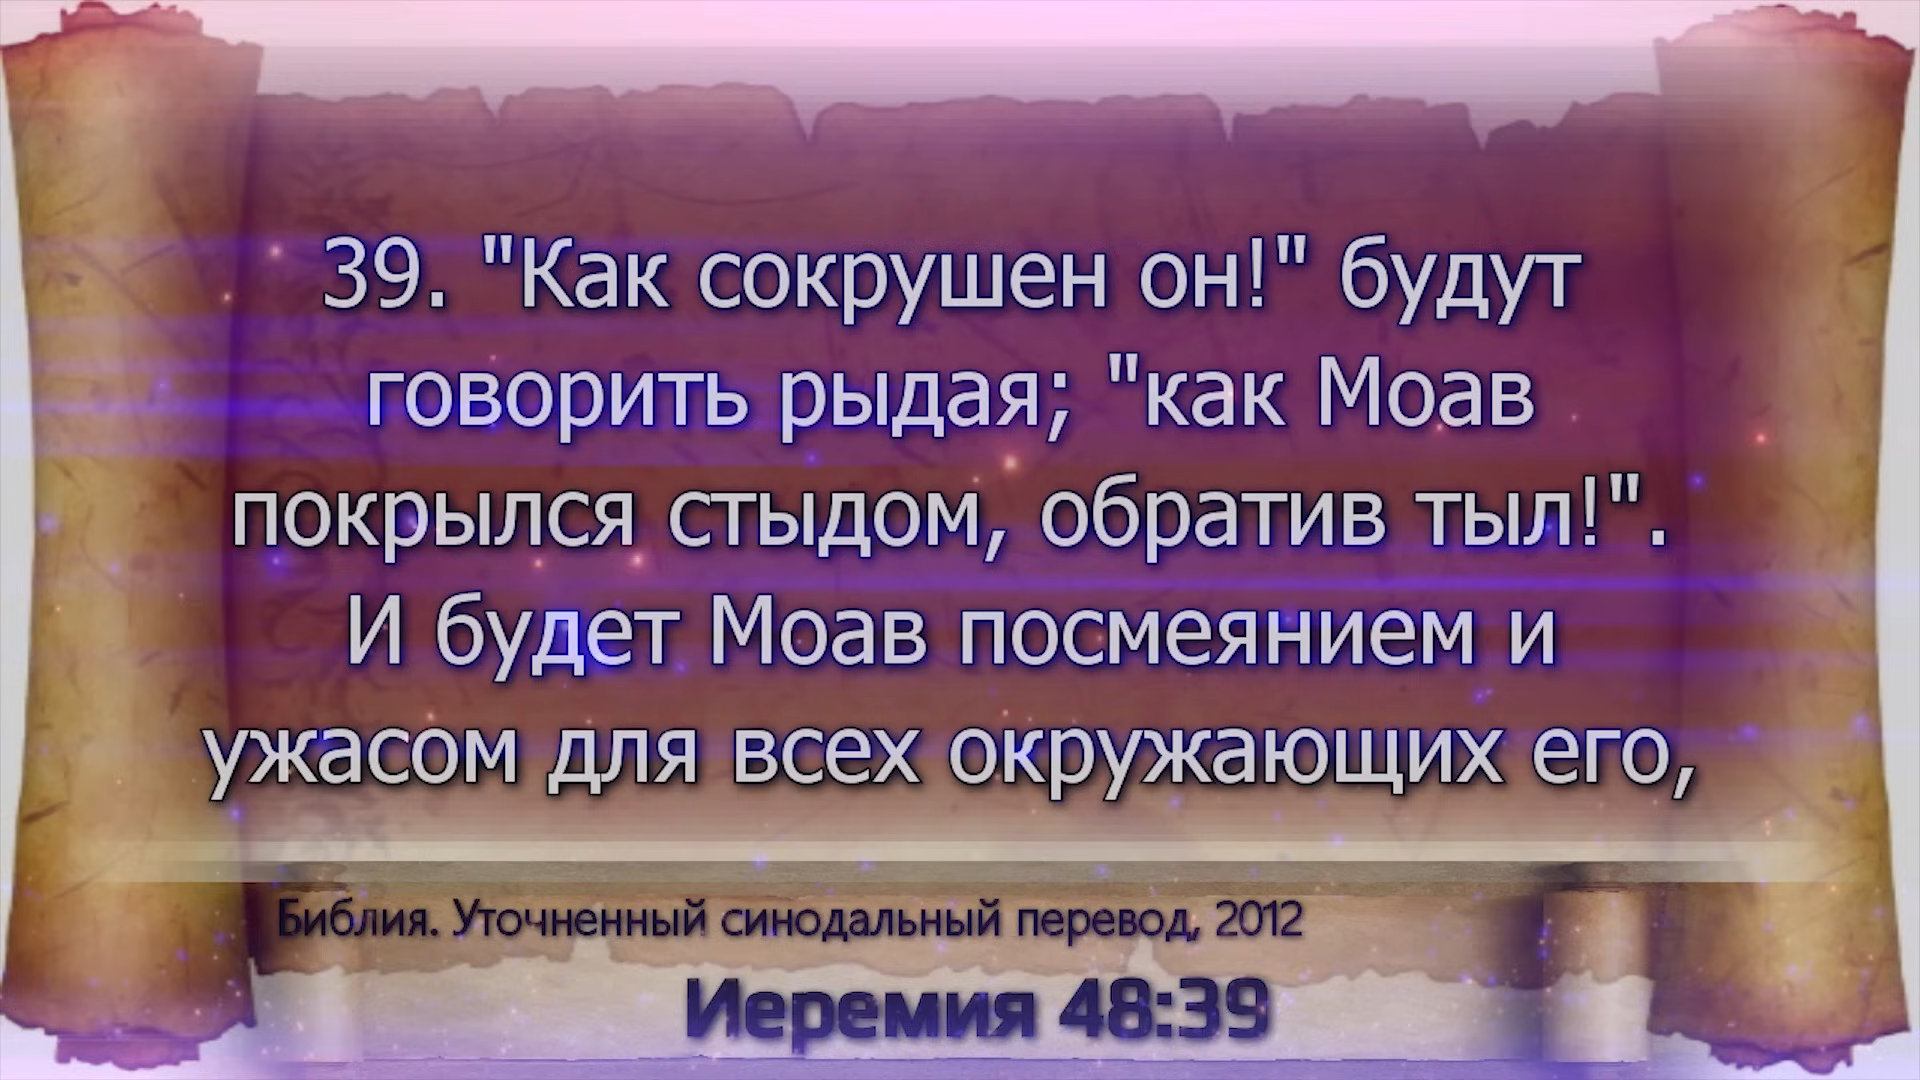 39. "Как сокрушен он!" будут
говорить рыдая; "как Моав
покрылся стыдом, обратив тыл!".
И будет Моав посмеянием и
ужасом для всех окружающих его,
Библия. Уточненный синодальный перевод, 2012
Иеремия 48:39